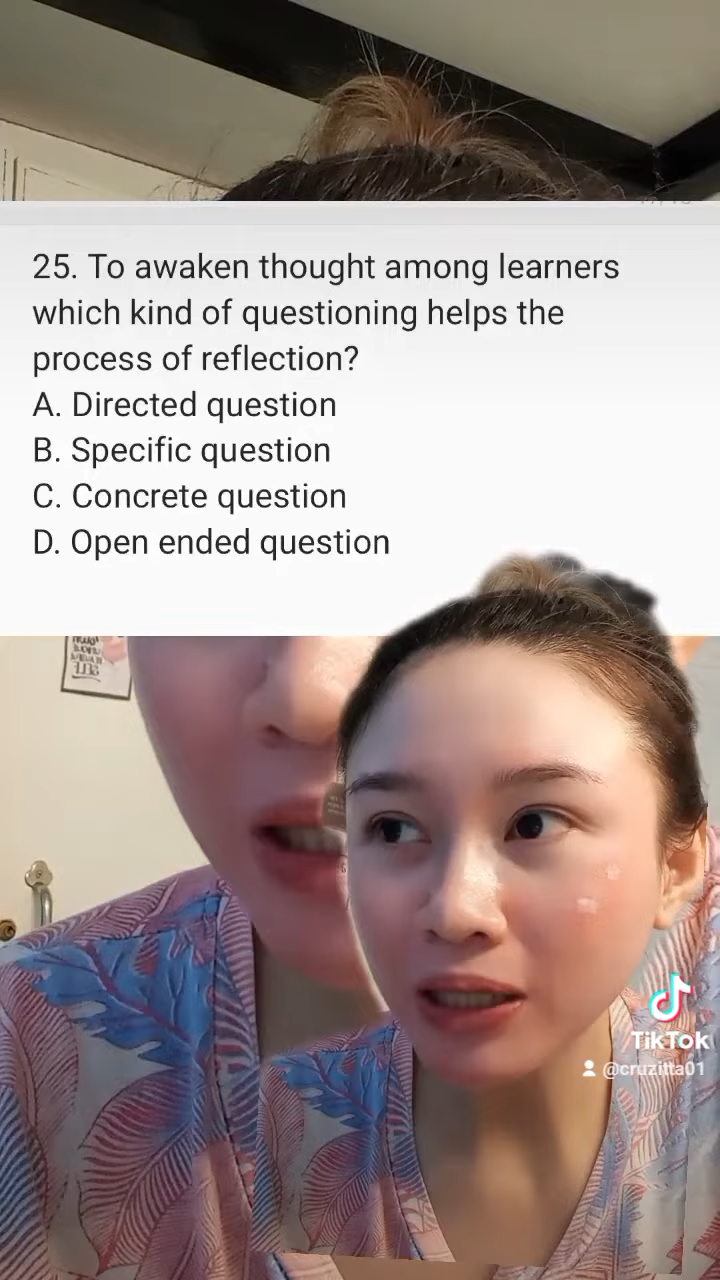 25. To awaken thought among learners
which kind of questioning helps the
process of reflection?
A. Directed question
B. Specific question
C. Concrete question
D. Open ended question
TikTok
@cruzitta01